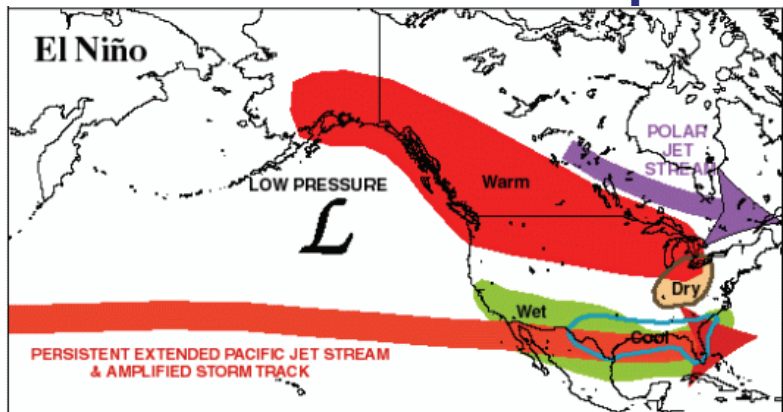 El Niño
POLAR
JET
STREAM
Warm
LOW PRESSURE
L
Dry
Wet
Cool
PERSISTENT EXTENDED PACIFIC JET STREAM
& AMPLIFIED STORM TRACK